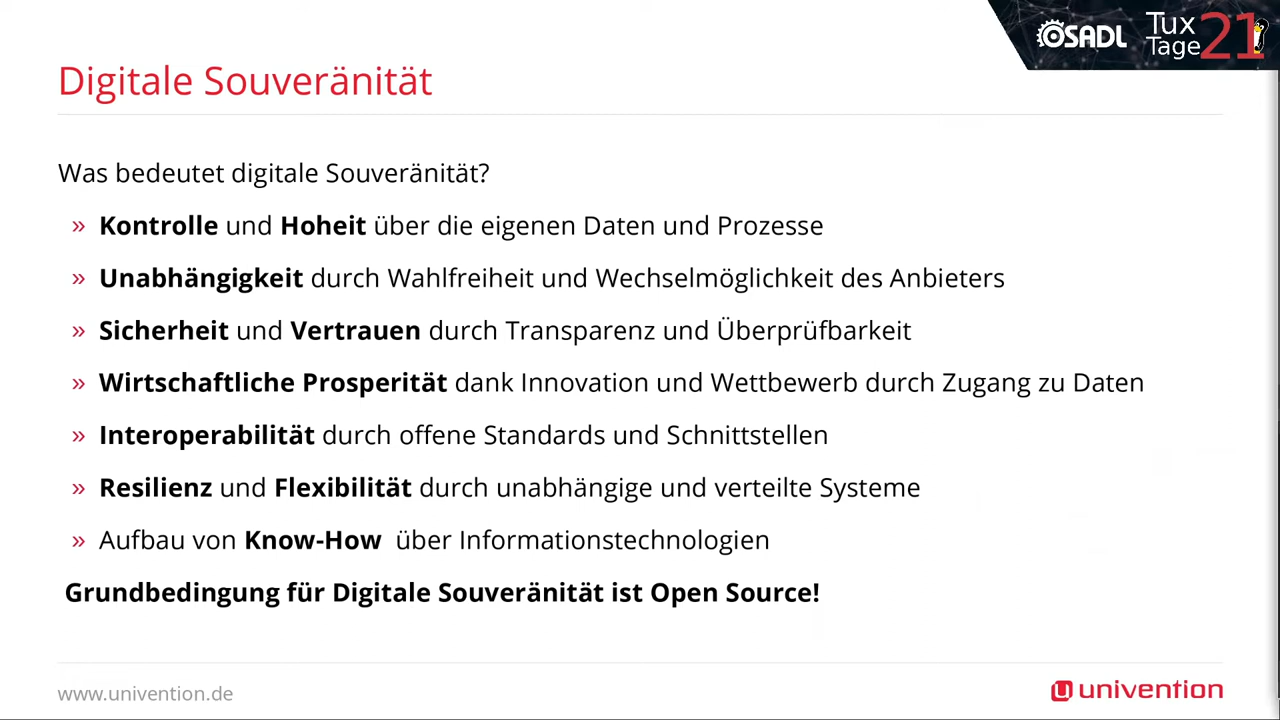 OSADL
Tux
Tage
21
Digitale Souveränität
Was bedeutet digitale Souveränität?
» Kontrolle und Hoheit über die eigenen Daten und Prozesse
» Unabhängigkeit durch Wahlfreiheit und Wechselmöglichkeit des Anbieters
» Sicherheit und Vertrauen durch Transparenz und Überprüfbarkeit
» Wirtschaftliche Prosperität dank Innovation und Wettbewerb durch Zugang zu Daten
» Interoperabilität durch offene Standards und Schnittstellen
» Resilienz und Flexibilität durch unabhängige und verteilte Systeme
» Aufbau von Know-How über Informationstechnologien
Grundbedingung für Digitale Souveränität ist Open Source!
www.univention.de
univention